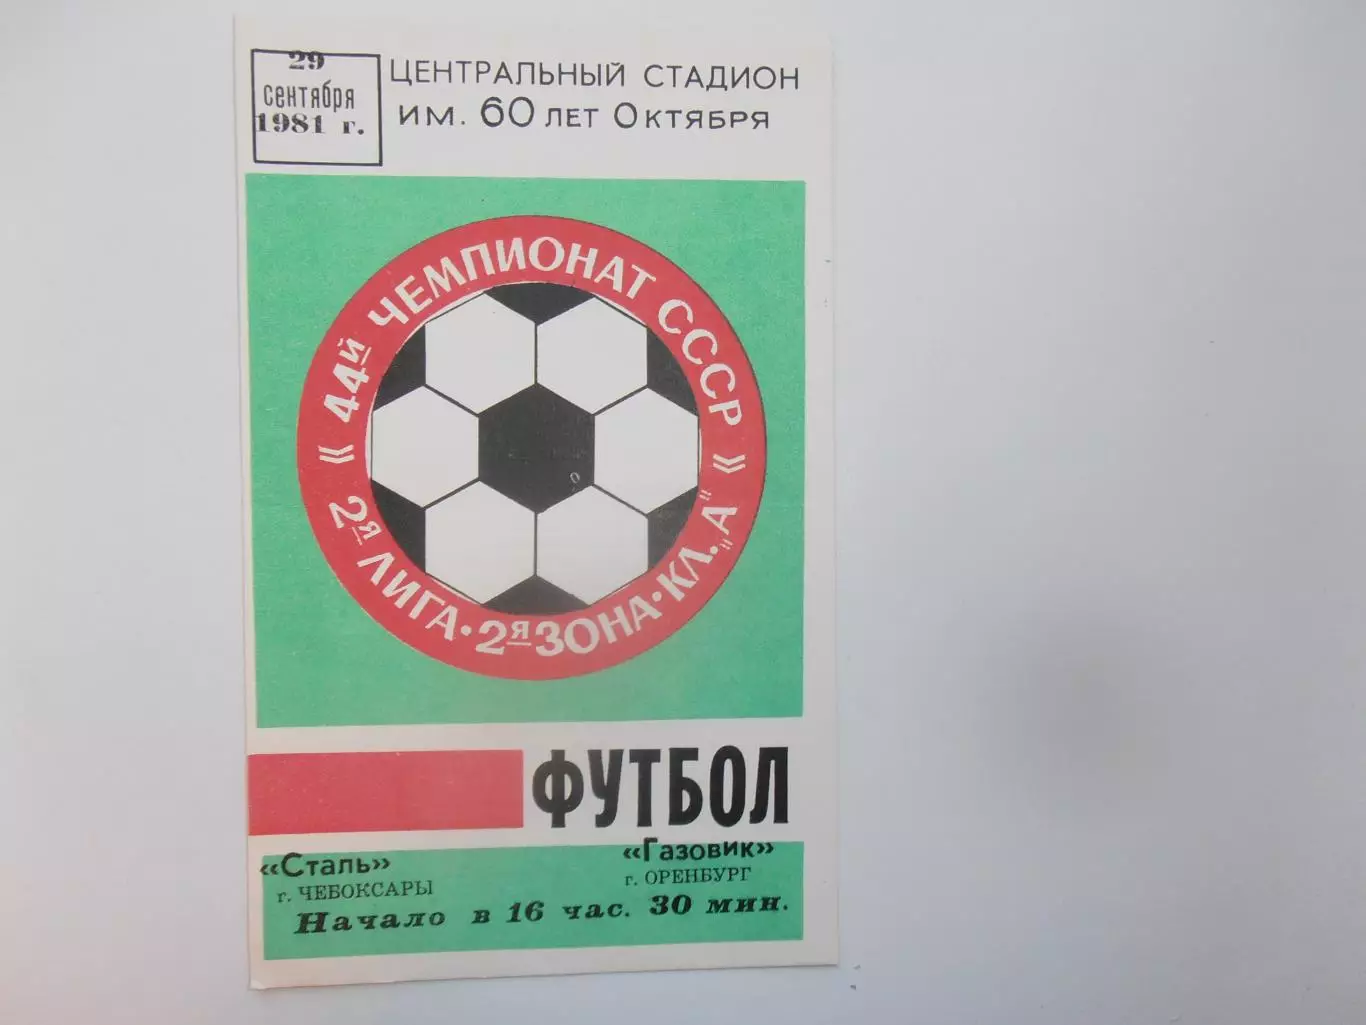 29
сентября
1981 г.
ЦЕНТРАЛЬНЫЙ СТАДИОН
ИМ. 60 ЛЕТ ОКТЯБРЯ
« 44й ЧЕМПИОНАТ СССР »
2я ЛИГА · 2я ЗОНА · КЛ. „А"
ФУТБОЛ
«Сталь»
г. ЧЕБОКСАРЫ
«Газовик»
г. ОРЕНБУРГ
Начало в 16 час. 30 мин.